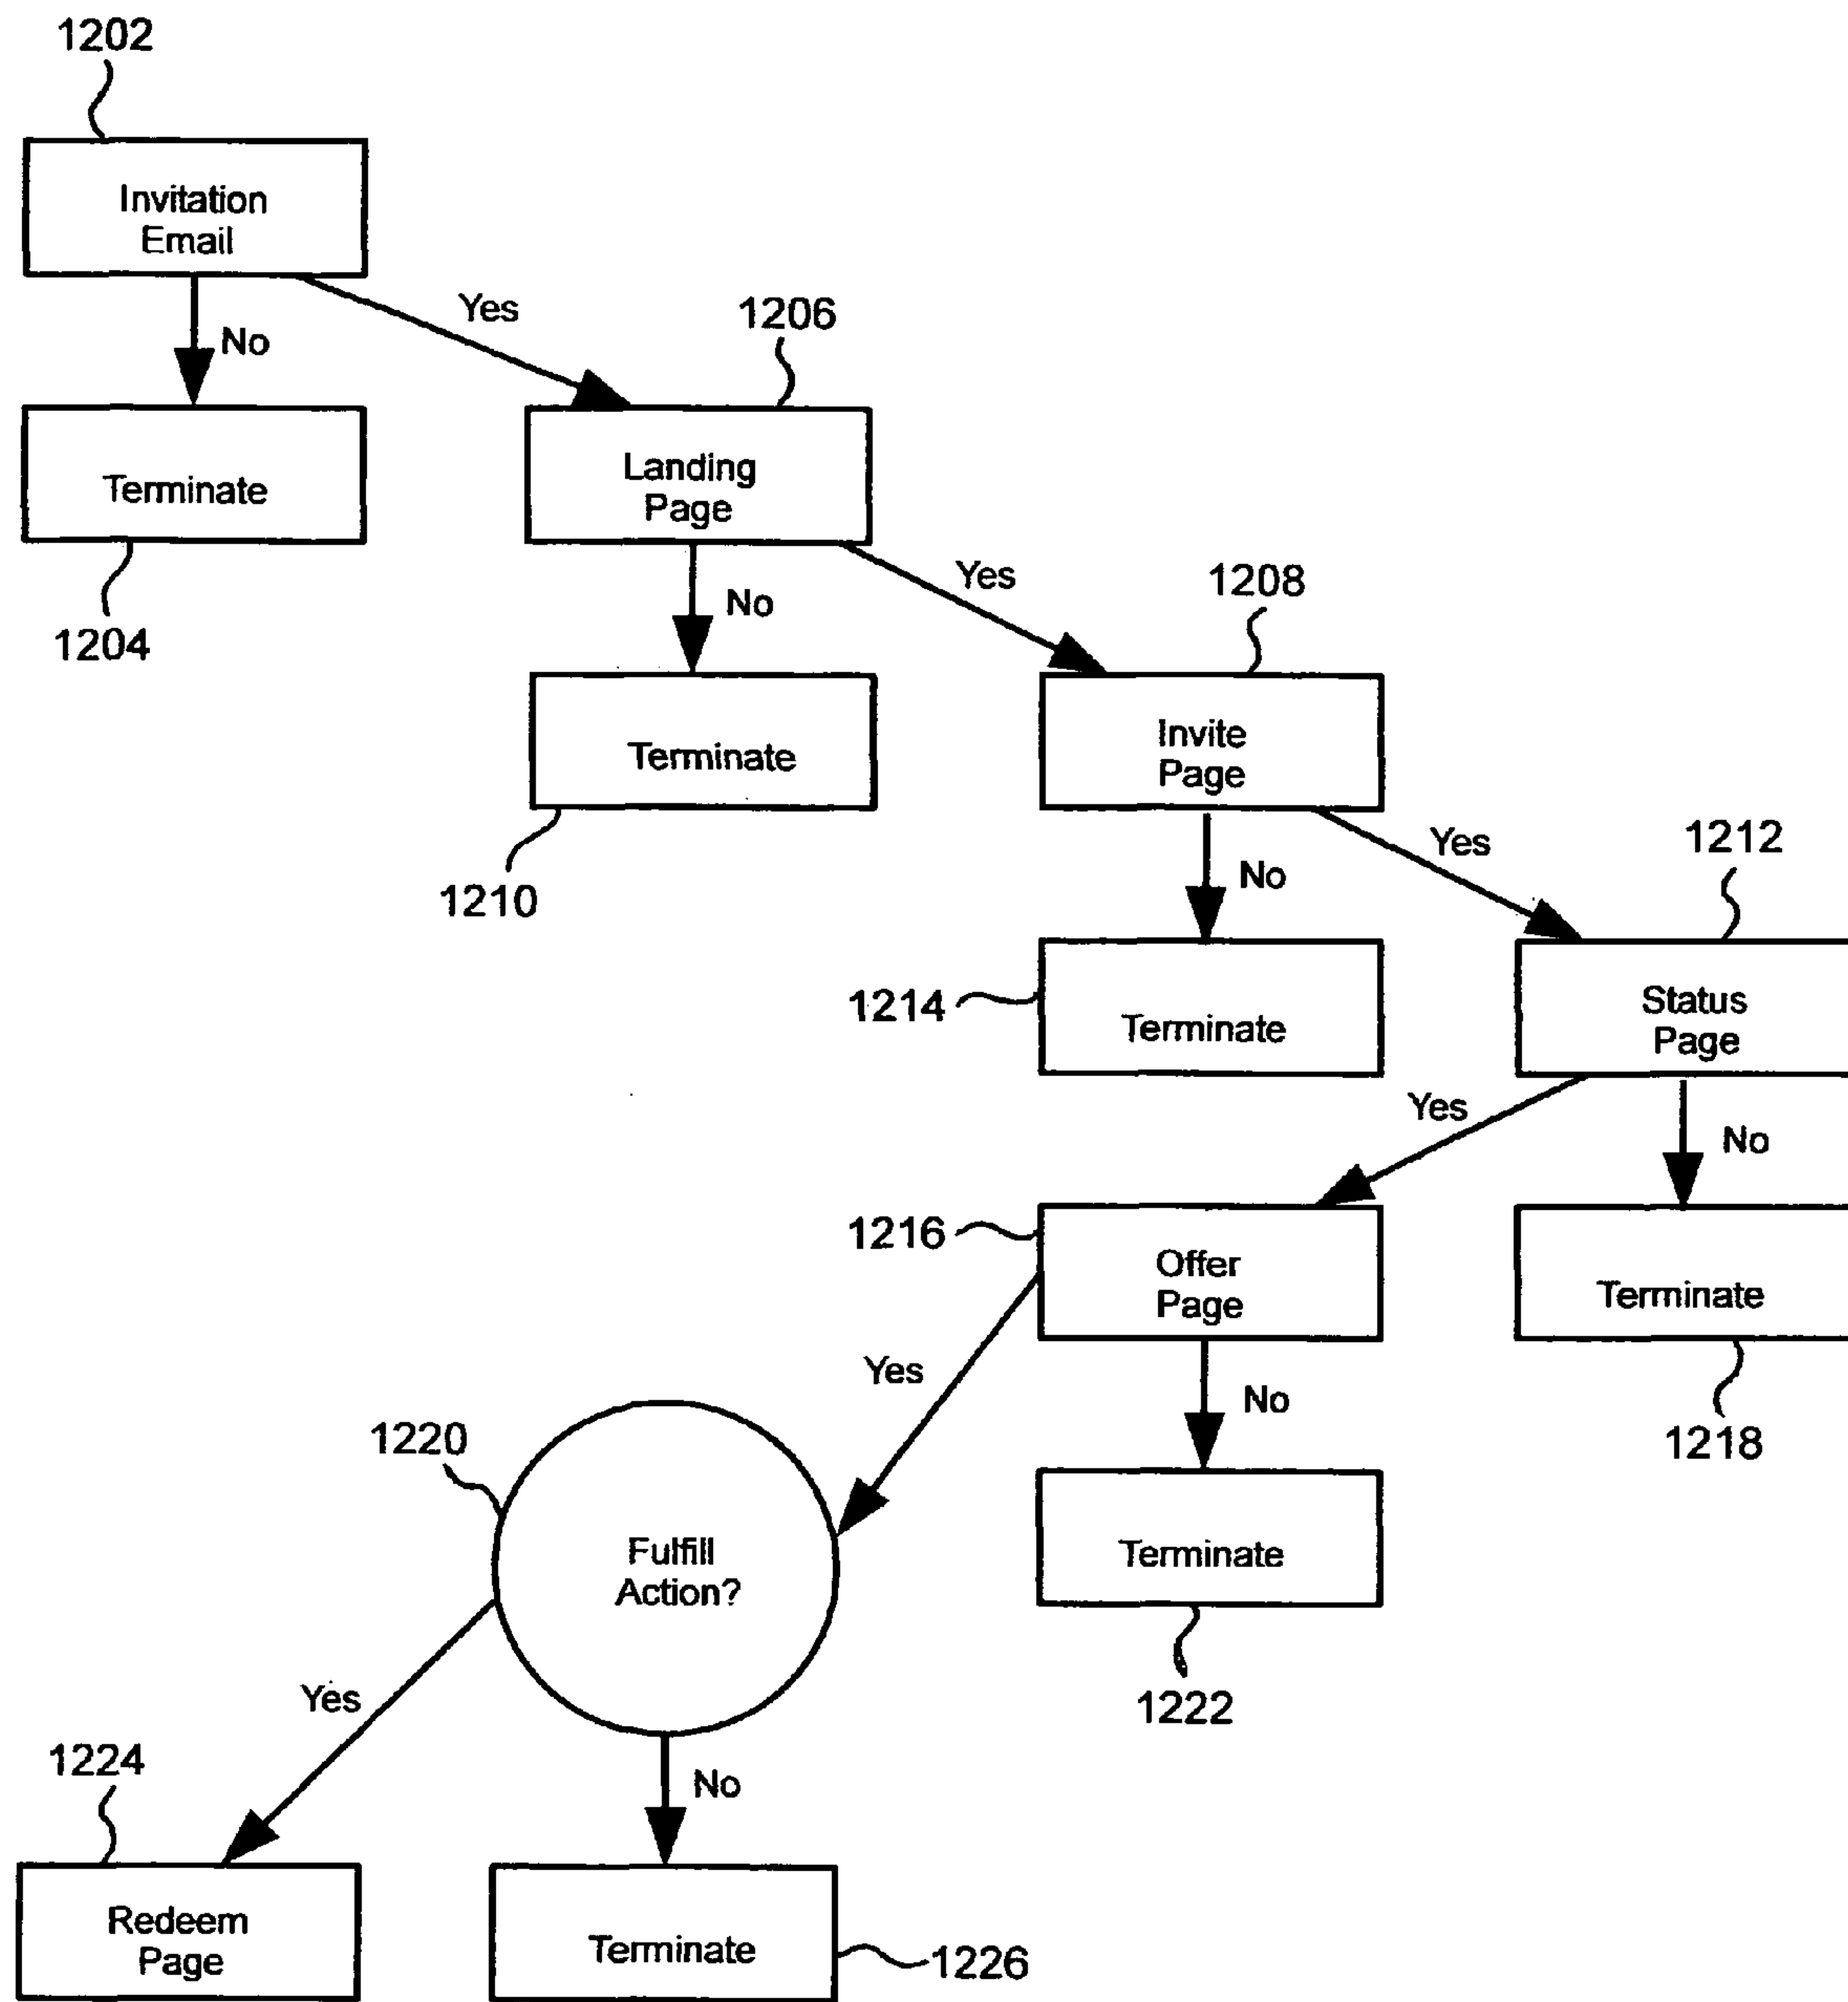 1202
Invitation
Email
Yes
No
1206
Terminate
Landing
Page
1204
Yes
No
1208
Terminate
Invite
Page
1210
Yes
No
1212
1214
Terminate
Status
Page
Yes
No
1216
Offer
Page
Terminate
Yes
No
1218
1220
Fulfill
Action?
Terminate
1222
Yes
No
1224
Redeem
Page
Terminate
1226